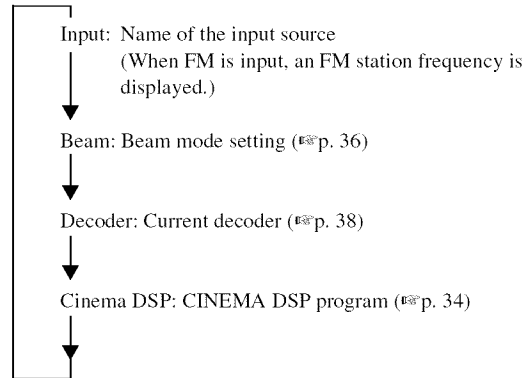 Input: Name of the input source
(When FM is input, an FM station frequency is
displayed.)
Beam: Beam mode setting (☞p. 36)
Decoder: Current decoder (☞p. 38)
Cinema DSP: CINEMA DSP program (☞p. 34)